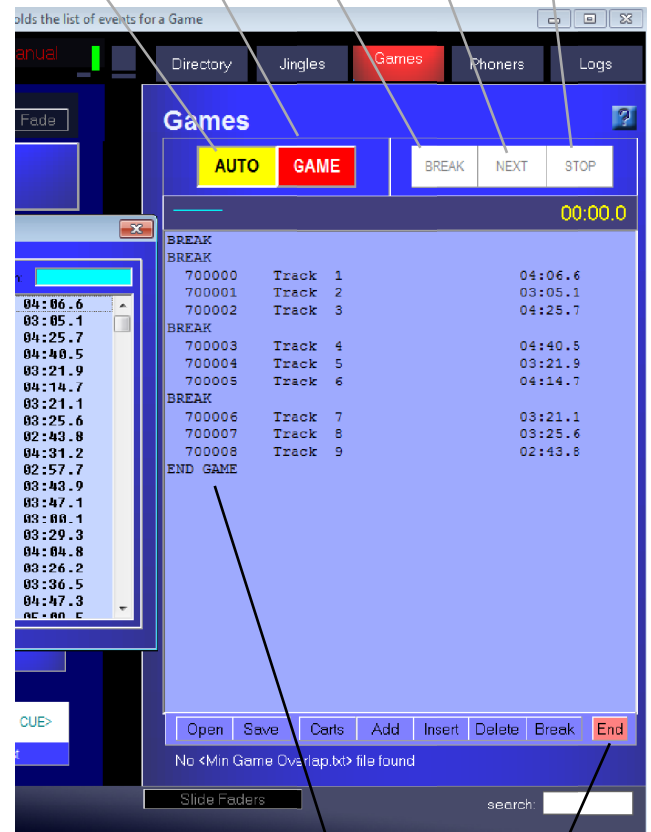 olds the list of events for a Game
anual
Directory Jingles Games Phoners Logs
Fade
Games ?
AUTO GAME BREAK NEXT STOP
00:00.0
BREAK
BREAK
700000 Track 1 04:06.6
700001 Track 2 03:05.1
700002 Track 3 04:25.7
BREAK
700003 Track 4 04:40.5
700004 Track 5 03:21.9
700005 Track 6 04:14.7
BREAK
700006 Track 7 03:21.1
700007 Track 8 03:25.6
700008 Track 9 02:43.8
END GAME
04:06.6
03:05.1
04:25.7
04:40.5
03:21.9
04:14.7
03:21.1
03:25.6
02:43.8
04:31.2
02:57.7
03:43.9
03:47.1
03:00.1
03:29.3
04:04.8
03:26.2
03:36.5
04:47.3
CUE>
Open Save Carts Add Insert Delete Break End
No <Min Game Overlap.txt> file found
Slide Faders search: